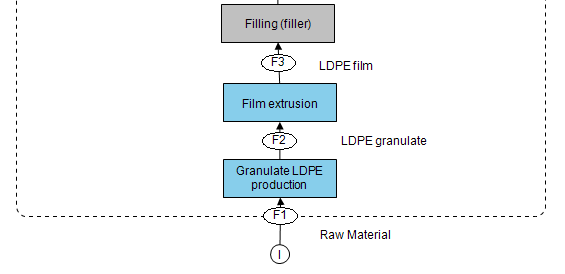 Filling (filler)
F3
LDPE film
Film extrusion
F2
LDPE granulate
Granulate LDPE
production
F1
Raw Material
I